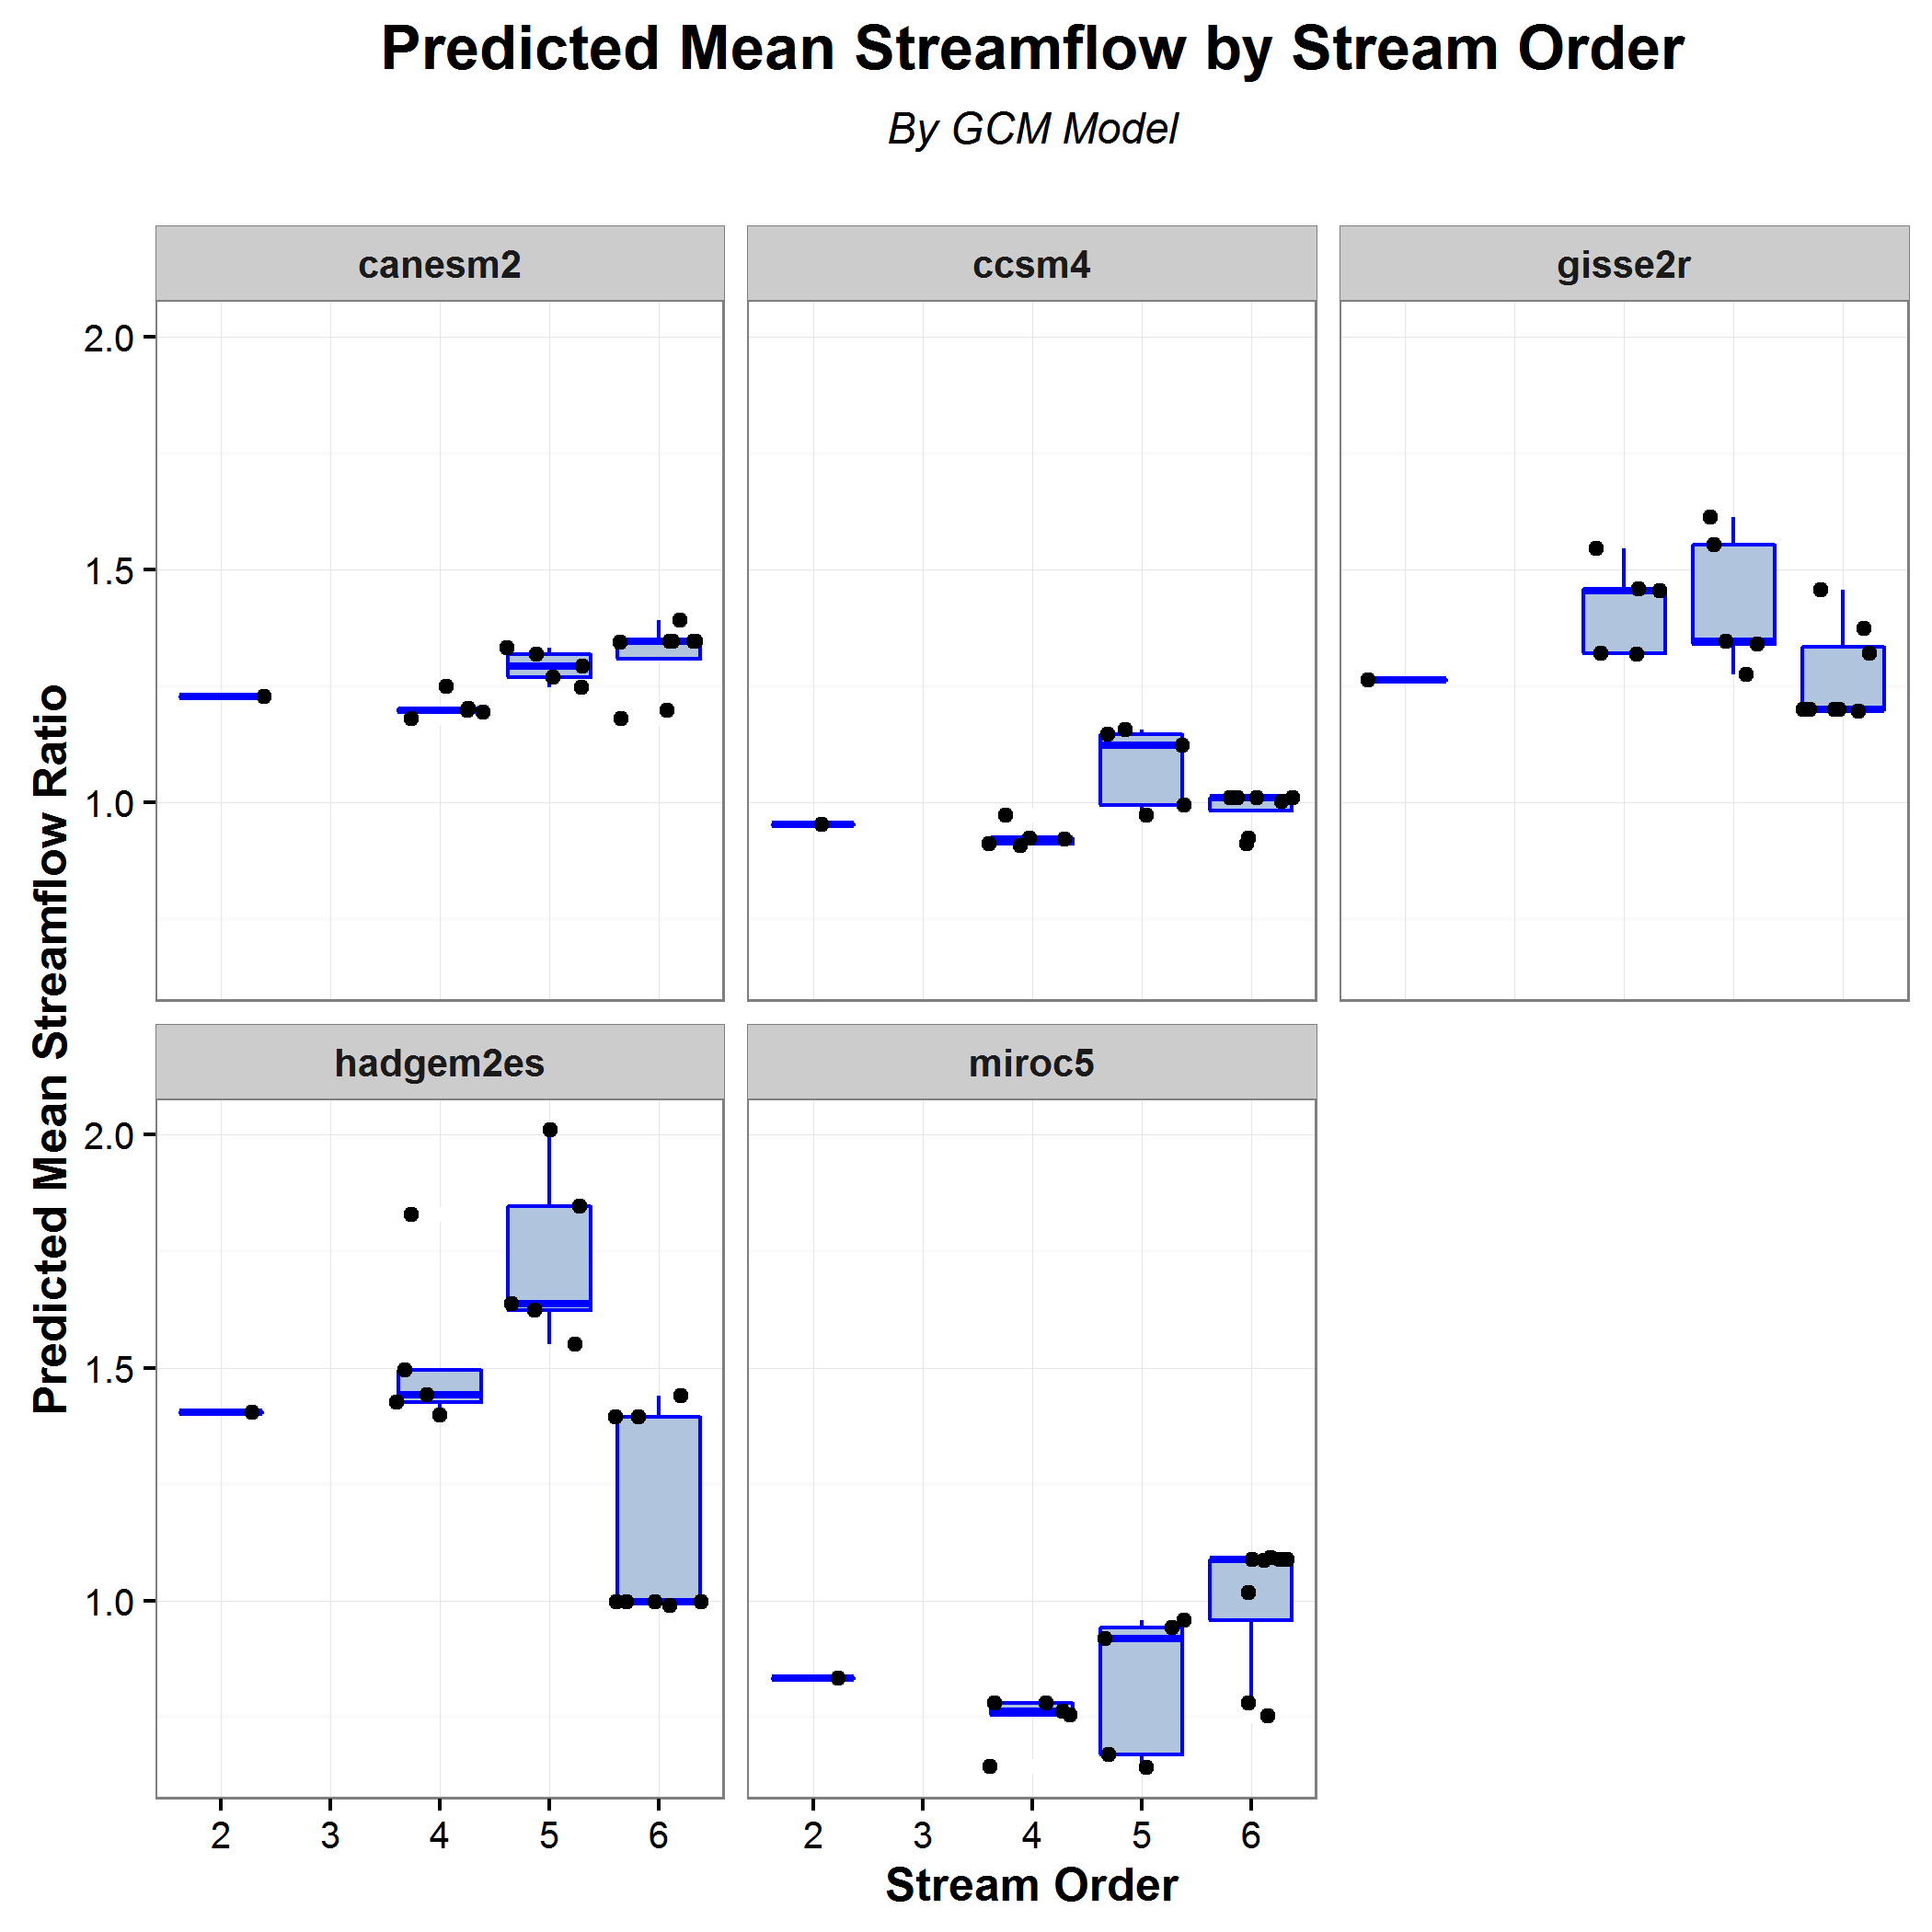 Predicted Mean Streamflow by Stream Order
By GCM Model
canesm2
ccsm4
gisse2r
2.0
1.5
1.0
Predicted Mean Streamflow Ratio
hadgem2es
miroc5
2.0
1.5
1.0
2 3 4 5 6
2 3 4 5 6
Stream Order